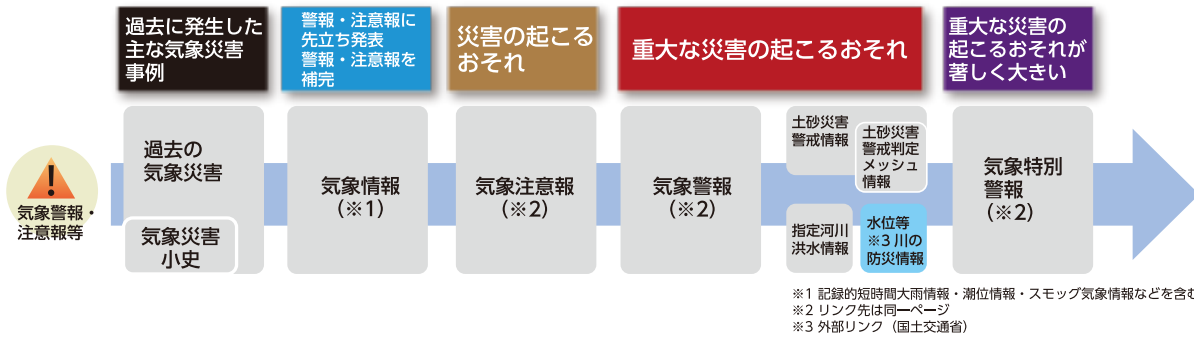 過去に発生した
主な気象災害
事例
警報・注意報に
先立ち発表
警報・注意報を
補完
災害の起こる
おそれ
重大な災害の起こるおそれ
重大な災害の
起こるおそれが
著しく大きい
!
気象警報・
注意報等
過去の
気象災害
気象災害
小史
気象情報
(※1)
気象注意報
(※2)
気象警報
(※2)
土砂災害
警戒情報
土砂災害
警戒判定
メッシュ
情報
指定河川
洪水情報
水位等
※3 川の
防災情報
気象特別
警報
(※2)
※1 記録的短時間大雨情報・潮位情報・スモッグ気象情報などを含む
※2 リンク先は同一ページ
※3 外部リンク（国土交通省）